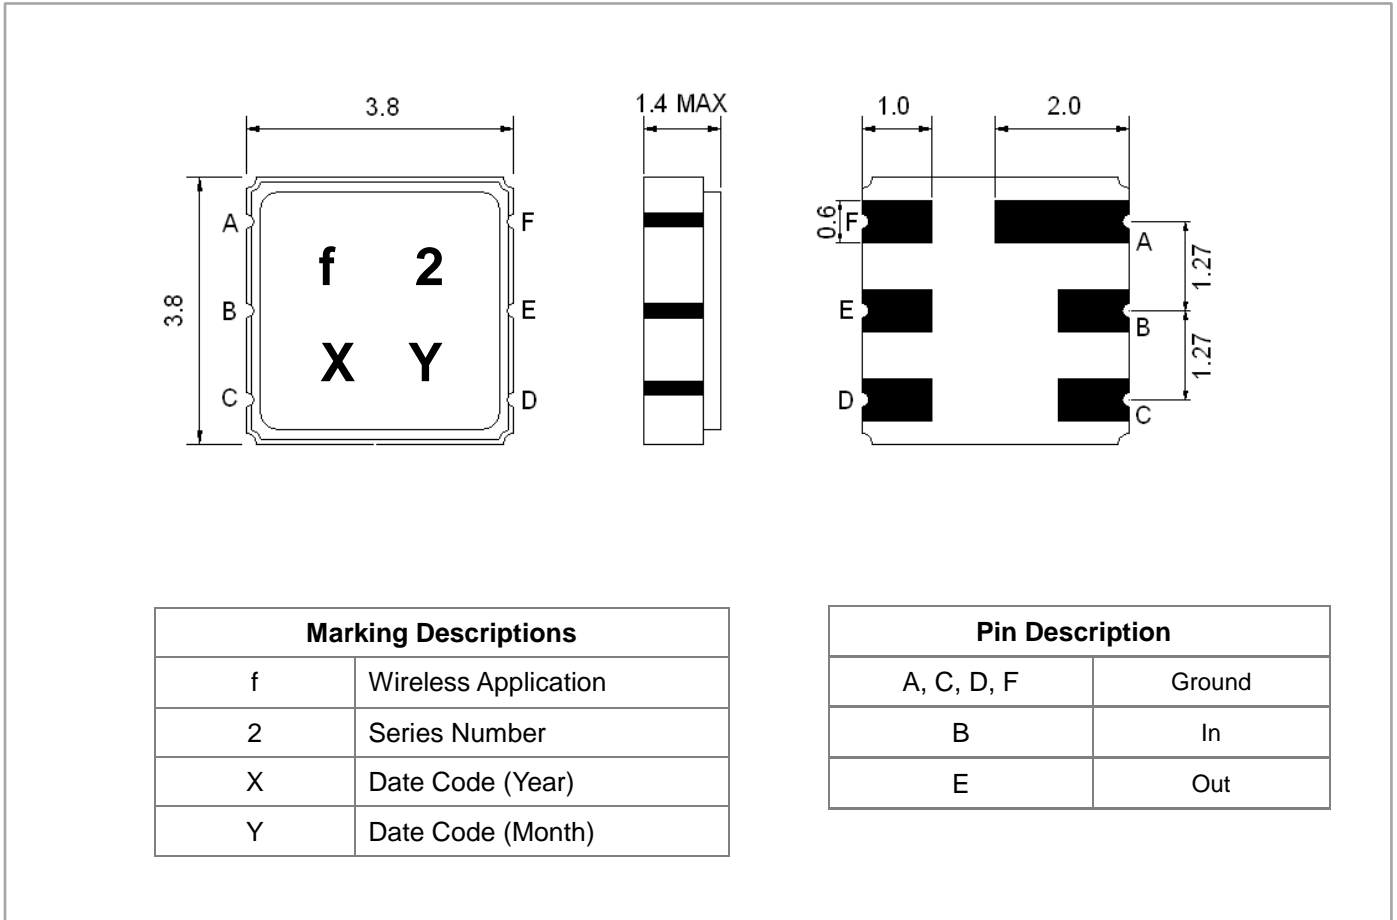 3.8
1.4 MAX
1.0
2.0
3.8
A
F
B
E
C
D
f 2
X Y
0.6
F
A
E
B
D
C
1.27
1.27
Marking Descriptions
f Wireless Application
2 Series Number
X Date Code (Year)
Y Date Code (Month)
Pin Description
A, C, D, F Ground
B In
E Out